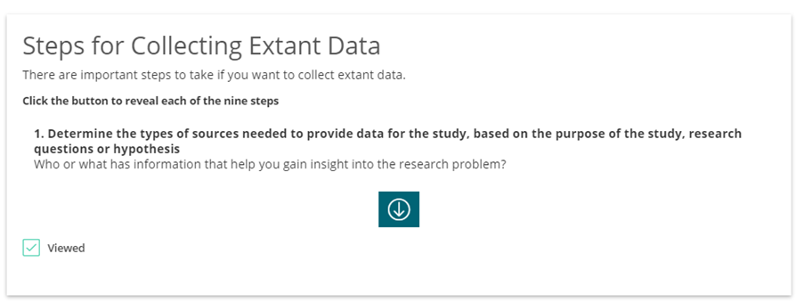 Steps for Collecting Extant Data
There are important steps to take if you want to collect extant data.
Click the button to reveal each of the nine steps
1. Determine the types of sources needed to provide data for the study, based on the purpose of the study, research
questions or hypothesis
Who or what has information that help you gain insight into the research problem?
Viewed